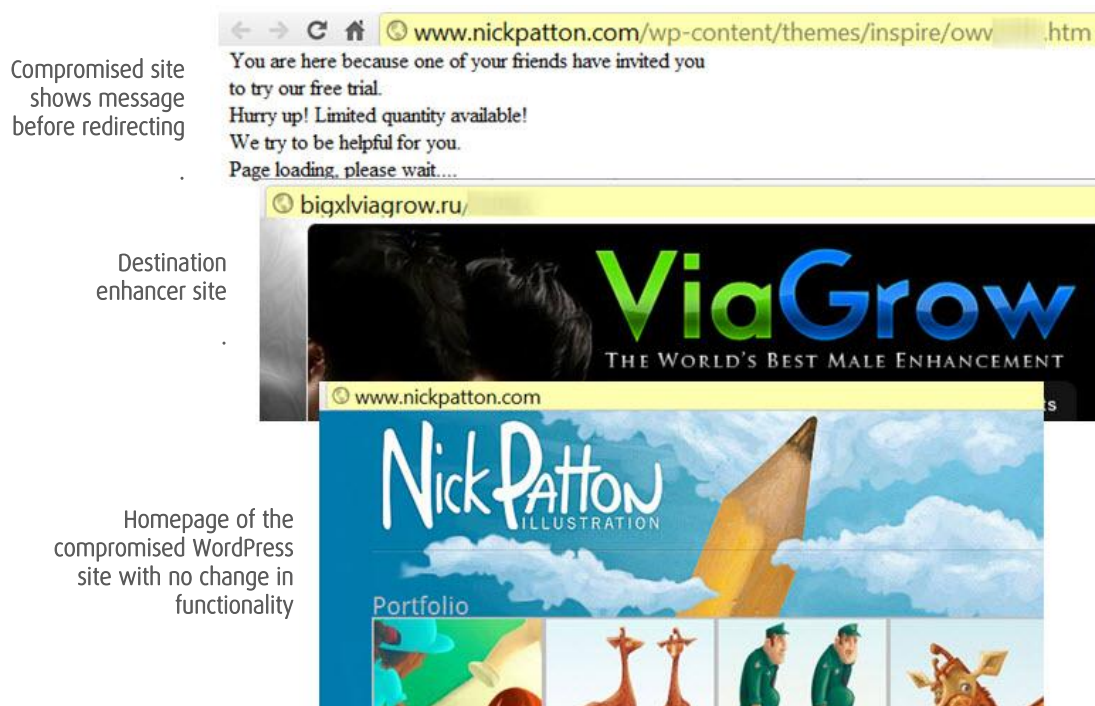 Compromised site
shows message
before redirecting
.
www.nickpatton.com/wp-content/themes/inspire/oww .htm
You are here because one of your friends have invited you
to try our free trial.
Hurry up! Limited quantity available!
We try to be helpful for you.
Page loading, please wait....
Destination
enhancer site
.
bigxlviagrow.ru/
ViaGrow
THE WORLD'S BEST MALE ENHANCEMENT
ts
Homepage of the
compromised WordPress
site with no change in
functionality
www.nickpatton.com
NICK PATTON
ILLUSTRATION
Portfolio